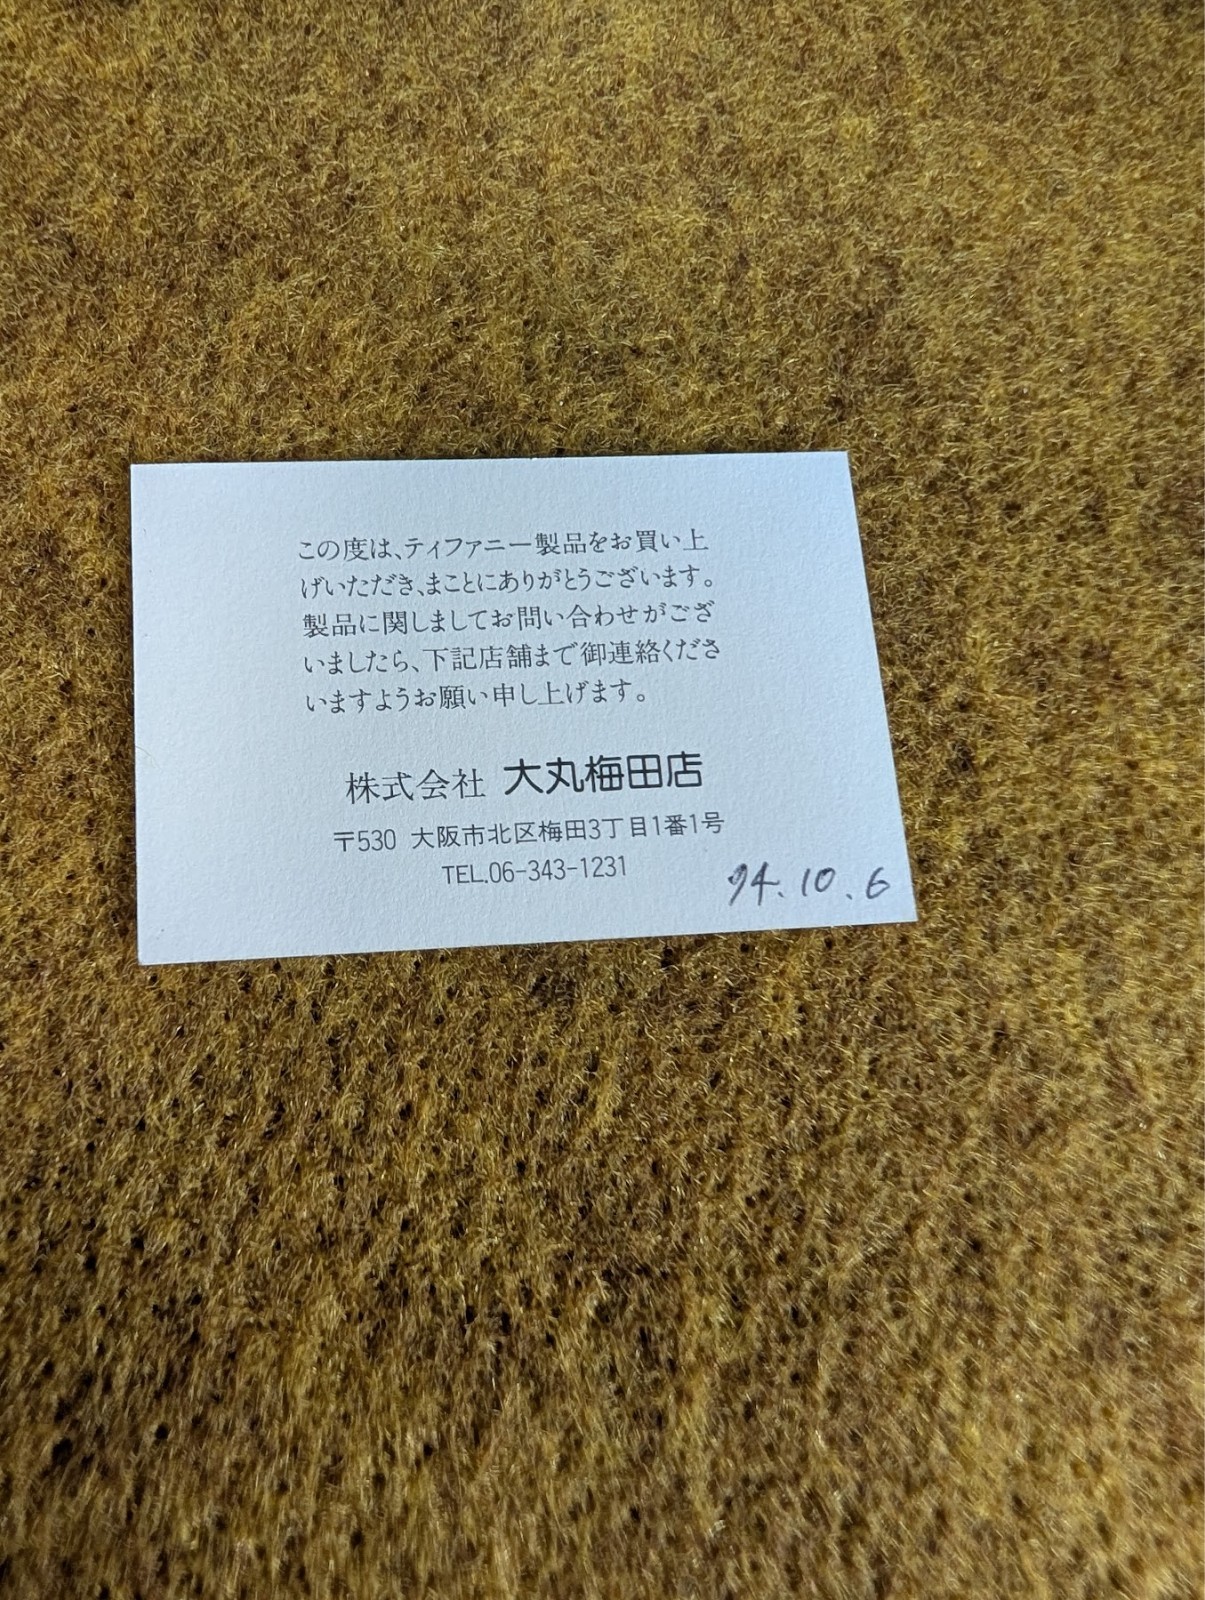 この度は、ティファニー製品をお買い上
げいただき、まことにありがとうございます。
製品に関しましてお問い合わせがござ
いましたら、下記店舗まで御連絡くださ
いますようお願い申し上げます。
株式会社 大丸梅田店
〒530 大阪市北区梅田3丁目1番1号
TEL.06-343-1231
94.10.6